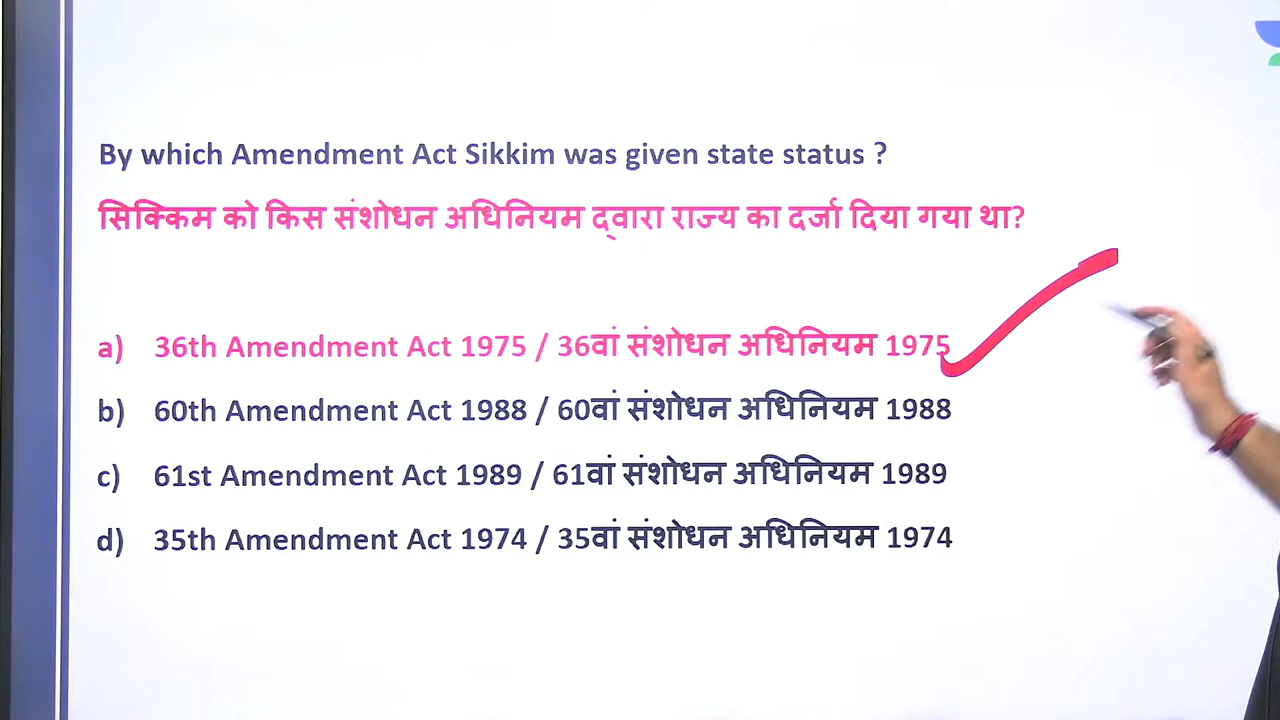 By which Amendment Act Sikkim was given state status ?
सिक्किम को किस संशोधन अधिनियम द्वारा राज्य का दर्जा दिया गया था?
a) 36th Amendment Act 1975 / 36वां संशोधन अधिनियम 1975
b) 60th Amendment Act 1988 / 60वां संशोधन अधिनियम 1988
c) 61st Amendment Act 1989 / 61वां संशोधन अधिनियम 1989
d) 35th Amendment Act 1974 / 35वां संशोधन अधिनियम 1974